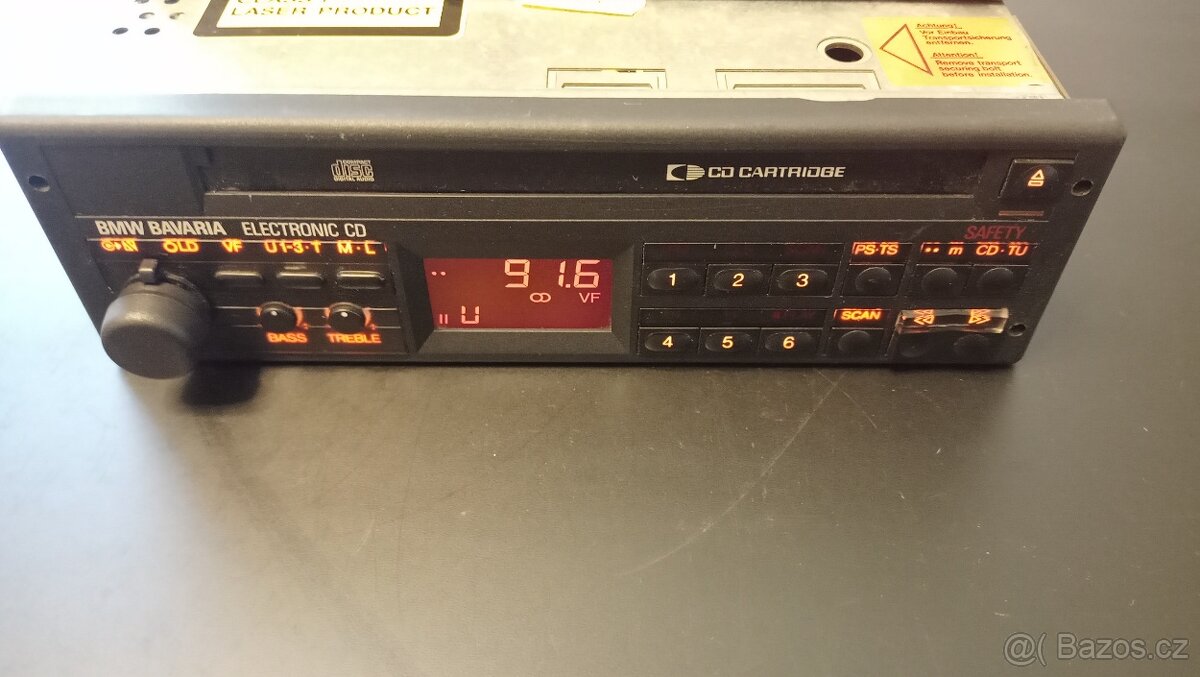 LASER PRODUCT
Achtung!
Vor Einbau
Transportsicherung
entfernen.
Attention!
Remove transport
securing bolt
before installation.
COMPACT
disc
DIGITAL AUDIO
CD CARTRIDGE
BMW BAVARIA ELECTRONIC CD
SAFETY
OLD VF U1-3·T M·L
PS·TS
•• m CD·TU
91.6
VF
U
1 2 3
BASS TREBLE
SCAN
4 5 6
@( Bazos.cz